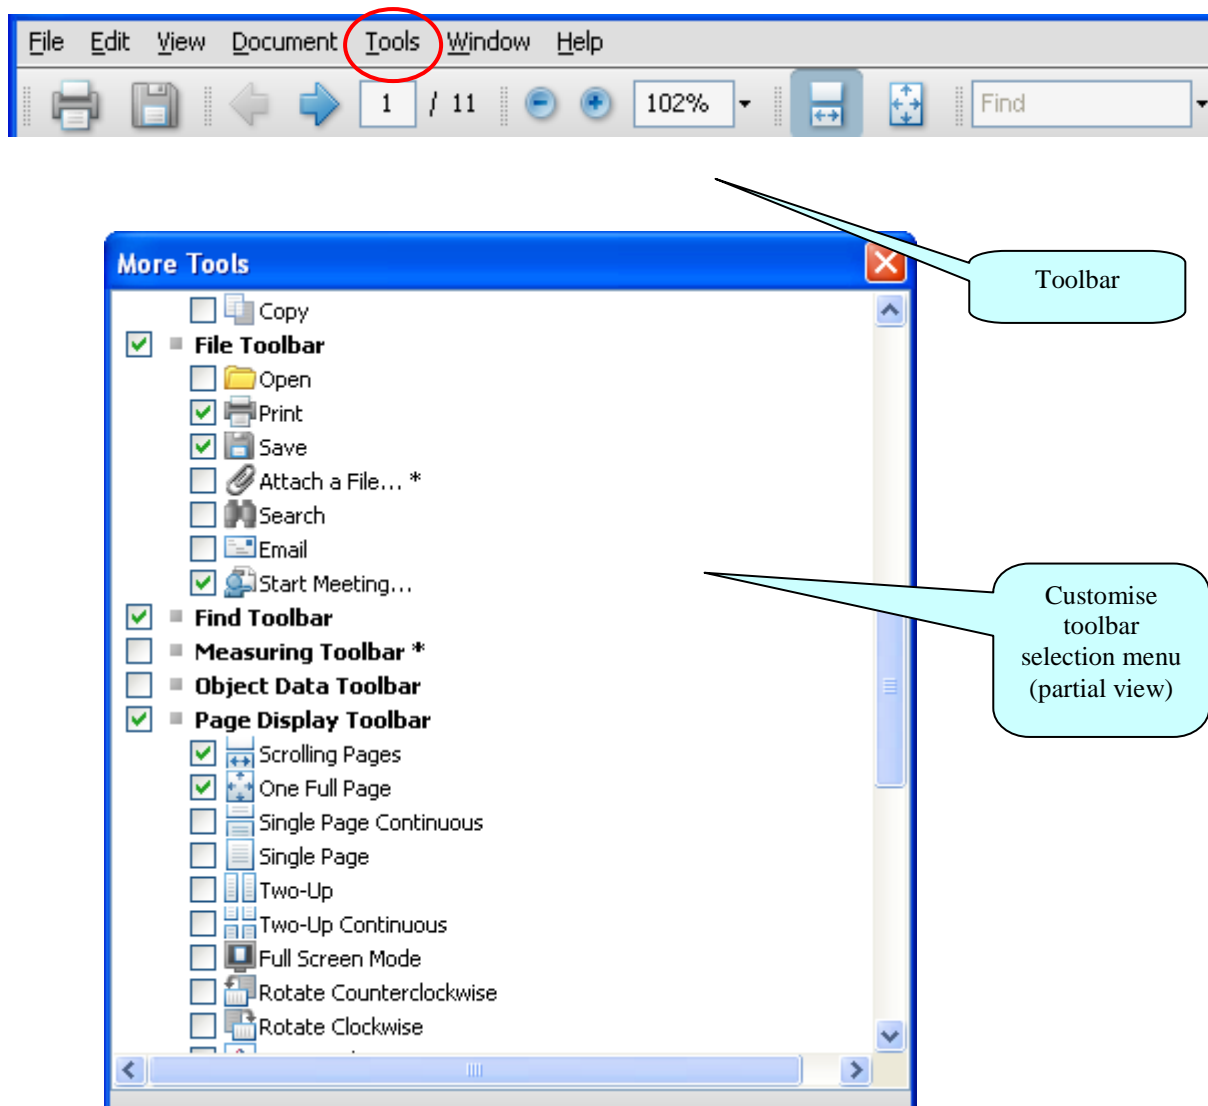 File Edit View Document Tools Window Help
1 / 11 102% Find
Toolbar
More Tools
Copy
File Toolbar
Open
Print
Save
Attach a File... *
Search
Email
Start Meeting...
Find Toolbar
Measuring Toolbar *
Object Data Toolbar
Page Display Toolbar
Scrolling Pages
One Full Page
Single Page Continuous
Single Page
Two-Up
Two-Up Continuous
Full Screen Mode
Rotate Counterclockwise
Rotate Clockwise
Customise
toolbar
selection menu
(partial view)